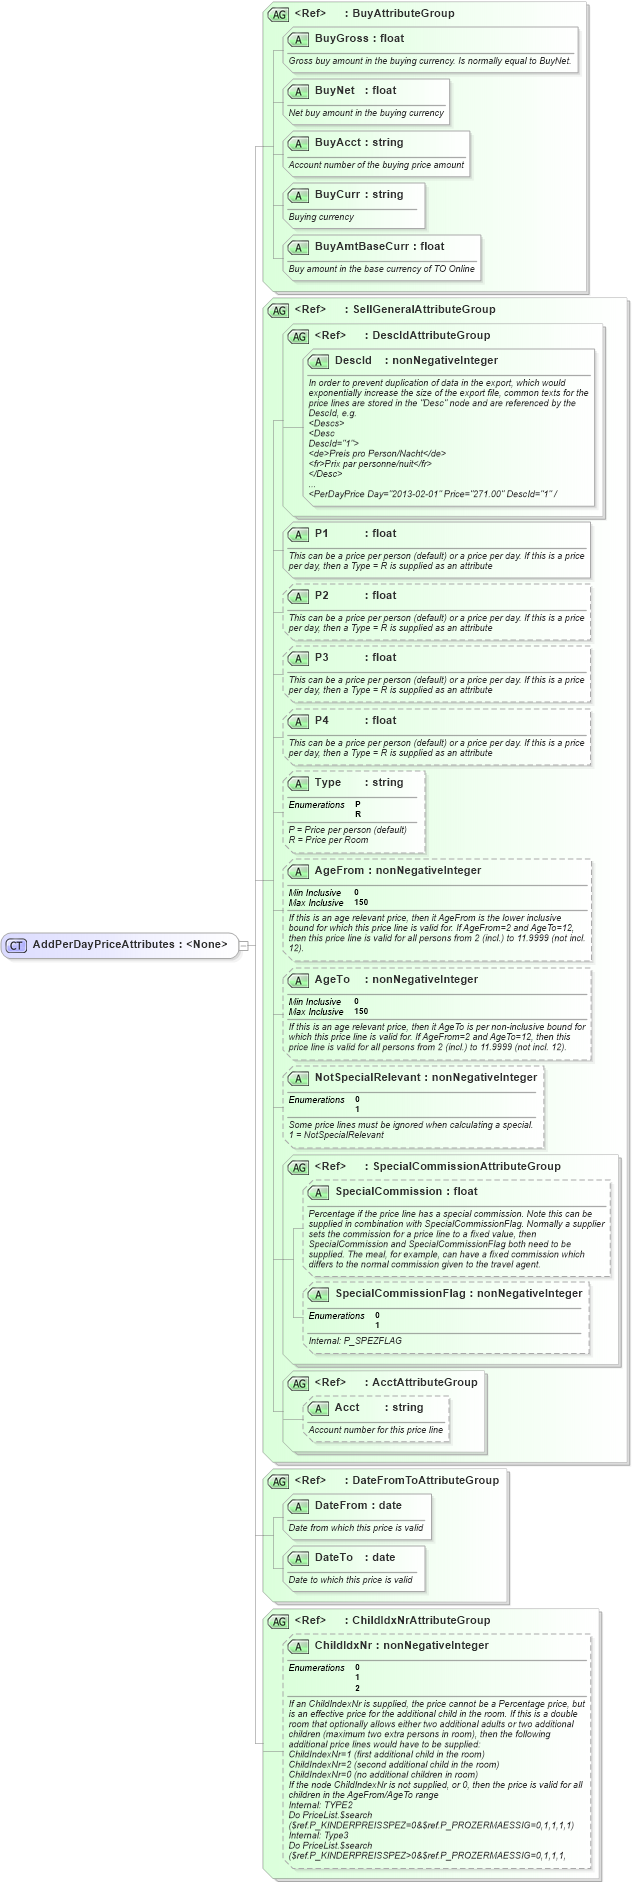 AG <Ref> : BuyAttributeGroup
A BuyGross : float
Gross buy amount in the buying currency. Is normally equal to BuyNet.
A BuyNet : float
Net buy amount in the buying currency
A BuyAcct : string
Account number of the buying price amount
A BuyCurr : string
Buying currency
A BuyAmtBaseCurr : float
Buy amount in the base currency of TO Online
AG <Ref> : SellGeneralAttributeGroup
AG <Ref> : DescIdAttributeGroup
A DescId : nonNegativeInteger
In order to prevent duplication of data in the export, which would
exponentially increase the size of the export file, common texts for the
price lines are stored in the "Desc" node and are referenced by the
DescId, e.g.
<Descs>
<Desc
DescId="1">
<de>Preis pro Person/Nacht</de>
<fr>Prix par personne/nuit</fr>
</Desc>
...
<PerDayPrice Day="2013-02-01" Price="271.00" DescId="1" /
A P1 : float
This can be a price per person (default) or a price per day. If this is a price
per day, then a Type = R is supplied as an attribute
A P2 : float
This can be a price per person (default) or a price per day. If this is a price
per day, then a Type = R is supplied as an attribute
A P3 : float
This can be a price per person (default) or a price per day. If this is a price
per day, then a Type = R is supplied as an attribute
A P4 : float
This can be a price per person (default) or a price per day. If this is a price
per day, then a Type = R is supplied as an attribute
A Type : string
Enumerations P
R
P = Price per person (default)
R = Price per Room
A AgeFrom : nonNegativeInteger
Min Inclusive 0
Max Inclusive 150
If this is an age relevant price, then it AgeFrom is the lower inclusive
bound for which this price line is valid for. If AgeFrom=2 and AgeTo=12,
then this price line is valid for all persons from 2 (incl.) to 11.9999 (not incl.
12).
CT AddPerDayPriceAttributes : <None>
A AgeTo : nonNegativeInteger
Min Inclusive 0
Max Inclusive 150
If this is an age relevant price, then it AgeTo is per non-inclusive bound for
which this price line is valid for. If AgeFrom=2 and AgeTo=12, then this
price line is valid for all persons from 2 (incl.) to 11.9999 (not incl. 12).
A NotSpecialRelevant : nonNegativeInteger
Enumerations 0
1
Some price lines must be ignored when calculating a special.
1 = NotSpecialRelevant
AG <Ref> : SpecialCommissionAttributeGroup
A SpecialCommission : float
Percentage if the price line has a special commission. Note this can be
supplied in combination with SpecialCommissionFlag. Normally a supplier
sets the commission for a price line to a fixed value, then
SpecialCommission and SpecialCommissionFlag both need to be
supplied. The meal, for example, can have a fixed commission which
differs to the normal commission given to the travel agent.
A SpecialCommissionFlag : nonNegativeInteger
Enumerations 0
1
Internal: P_SPEZFLAG
AG <Ref> : AcctAttributeGroup
A Acct : string
Account number for this price line
AG <Ref> : DateFromToAttributeGroup
A DateFrom : date
Date from which this price is valid
A DateTo : date
Date to which this price is valid
AG <Ref> : ChildIdxNrAttributeGroup
A ChildIdxNr : nonNegativeInteger
Enumerations 0
1
2
If an ChildIndexNr is supplied, the price cannot be a Percentage price, but
is an effective price for the additional child in the room. If this is a double
room that optionally allows either two additional adults or two additional
children (maximum two extra persons in room), then the following
additional price lines would have to be supplied:
ChildIndexNr=1 (first additional child in the room)
ChildIndexNr=2 (second additional child in the room)
ChildIndexNr=0 (no additional children in room)
If the node ChildIndexNr is not supplied, or 0, then the price is valid for all
children in the AgeFrom/AgeTo range
Internal: TYPE2
Do PriceList.$search
($ref.P_KINDERPREISSPEZ=0&$ref.P_PROZERMAESSIG=0,1,1,1,1)
Internal: Type3
Do PriceList.$search
($ref.P_KINDERPREISSPEZ>0&$ref.P_PROZERMAESSIG=0,1,1,1,